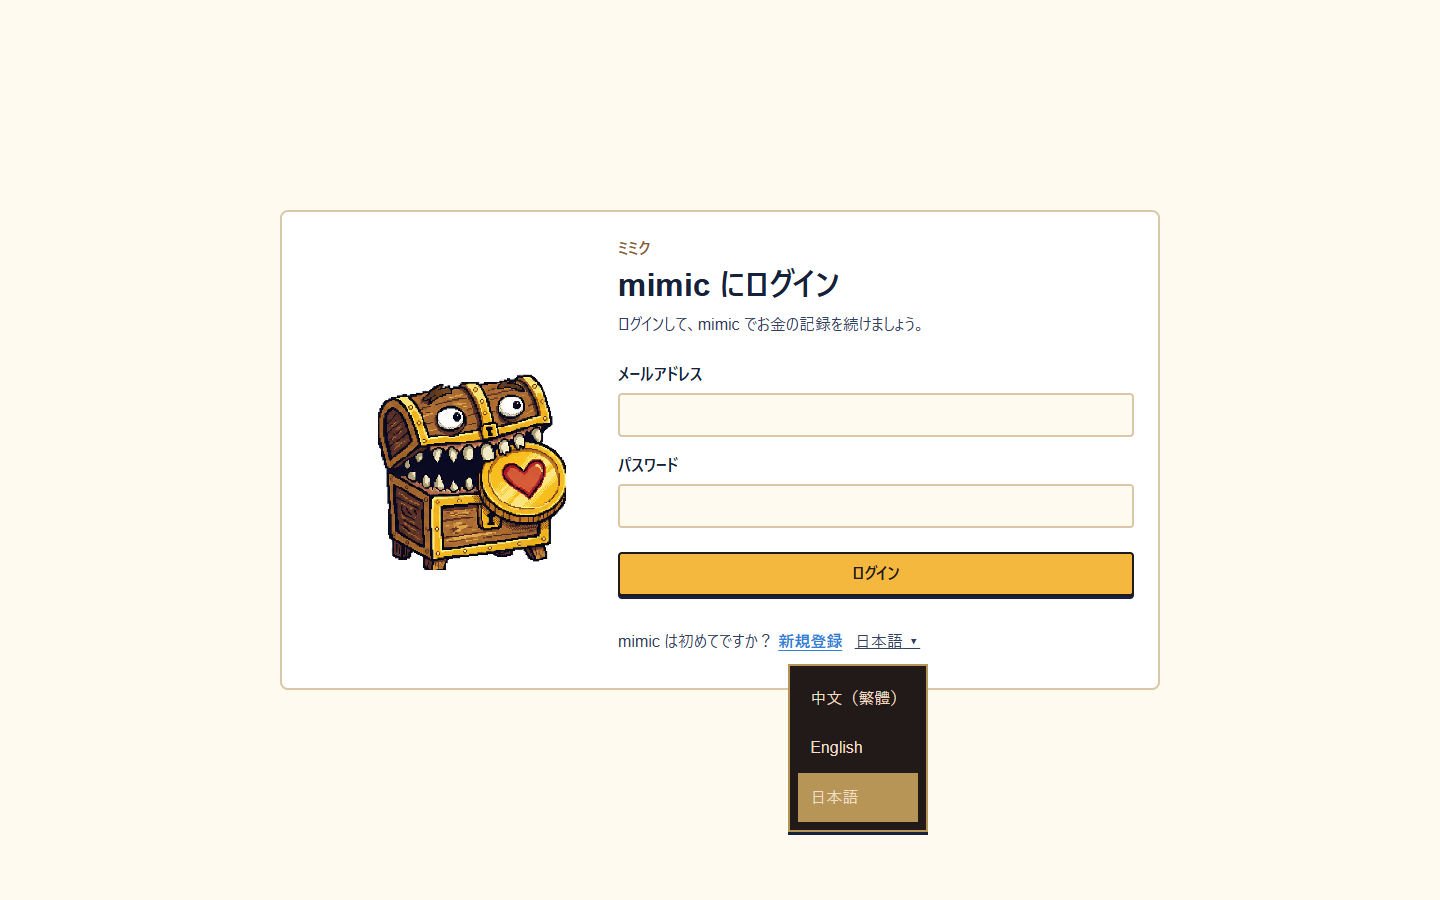 ミミク
mimic にログイン
ログインして、mimic でお金の記録を続けましょう。
メールアドレス
パスワード
ログイン
mimic は初めてですか？ 新規登録 日本語 ▼
中文（繁體）
English
日本語